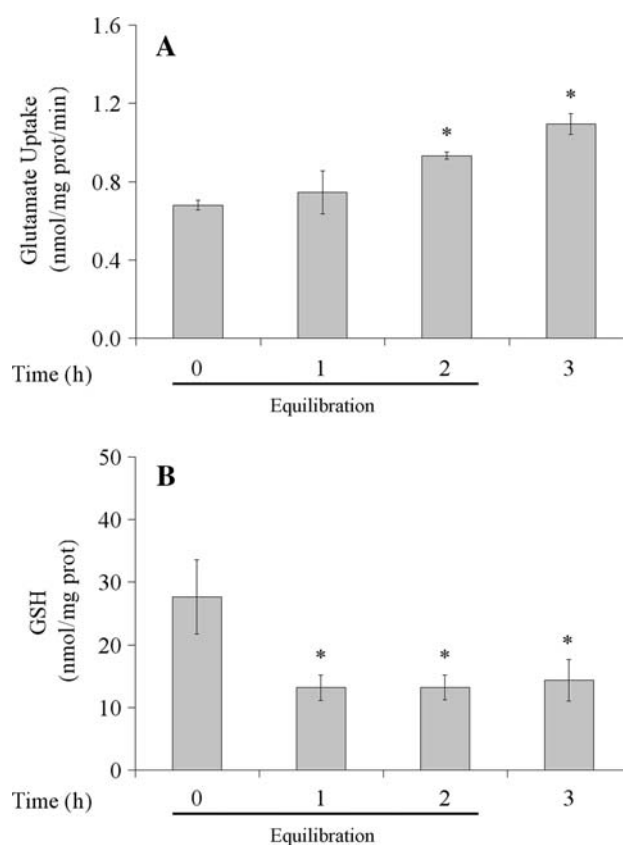 A
Glutamate Uptake
(nmol/mg prot/min)
1.6
1.2
0.8
0.4
0.0
* *
Time (h) 0 1 2 3
Equilibration
B
GSH
(nmol/mg prot)
50
40
30
20
10
0
* * *
Time (h) 0 1 2 3
Equilibration